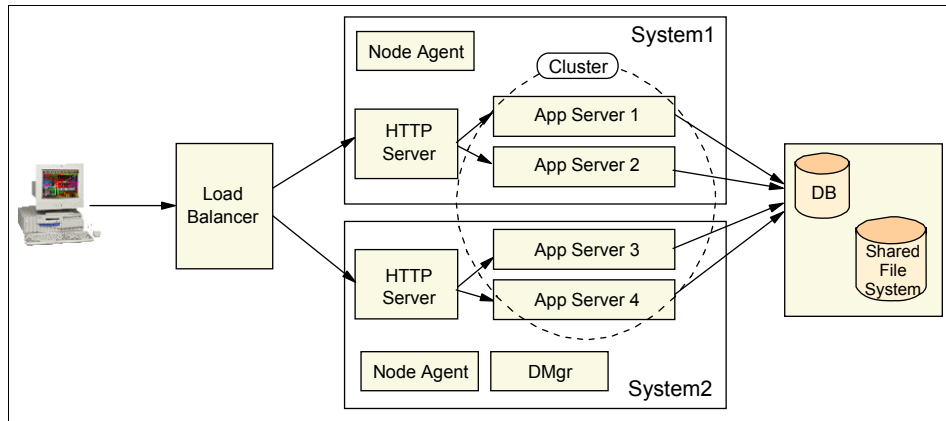 System1
Node Agent
Cluster
HTTP
Server
App Server 1
App Server 2
Load
Balancer
DB
Shared
File
System
HTTP
Server
App Server 3
App Server 4
Node Agent
DMgr
System2